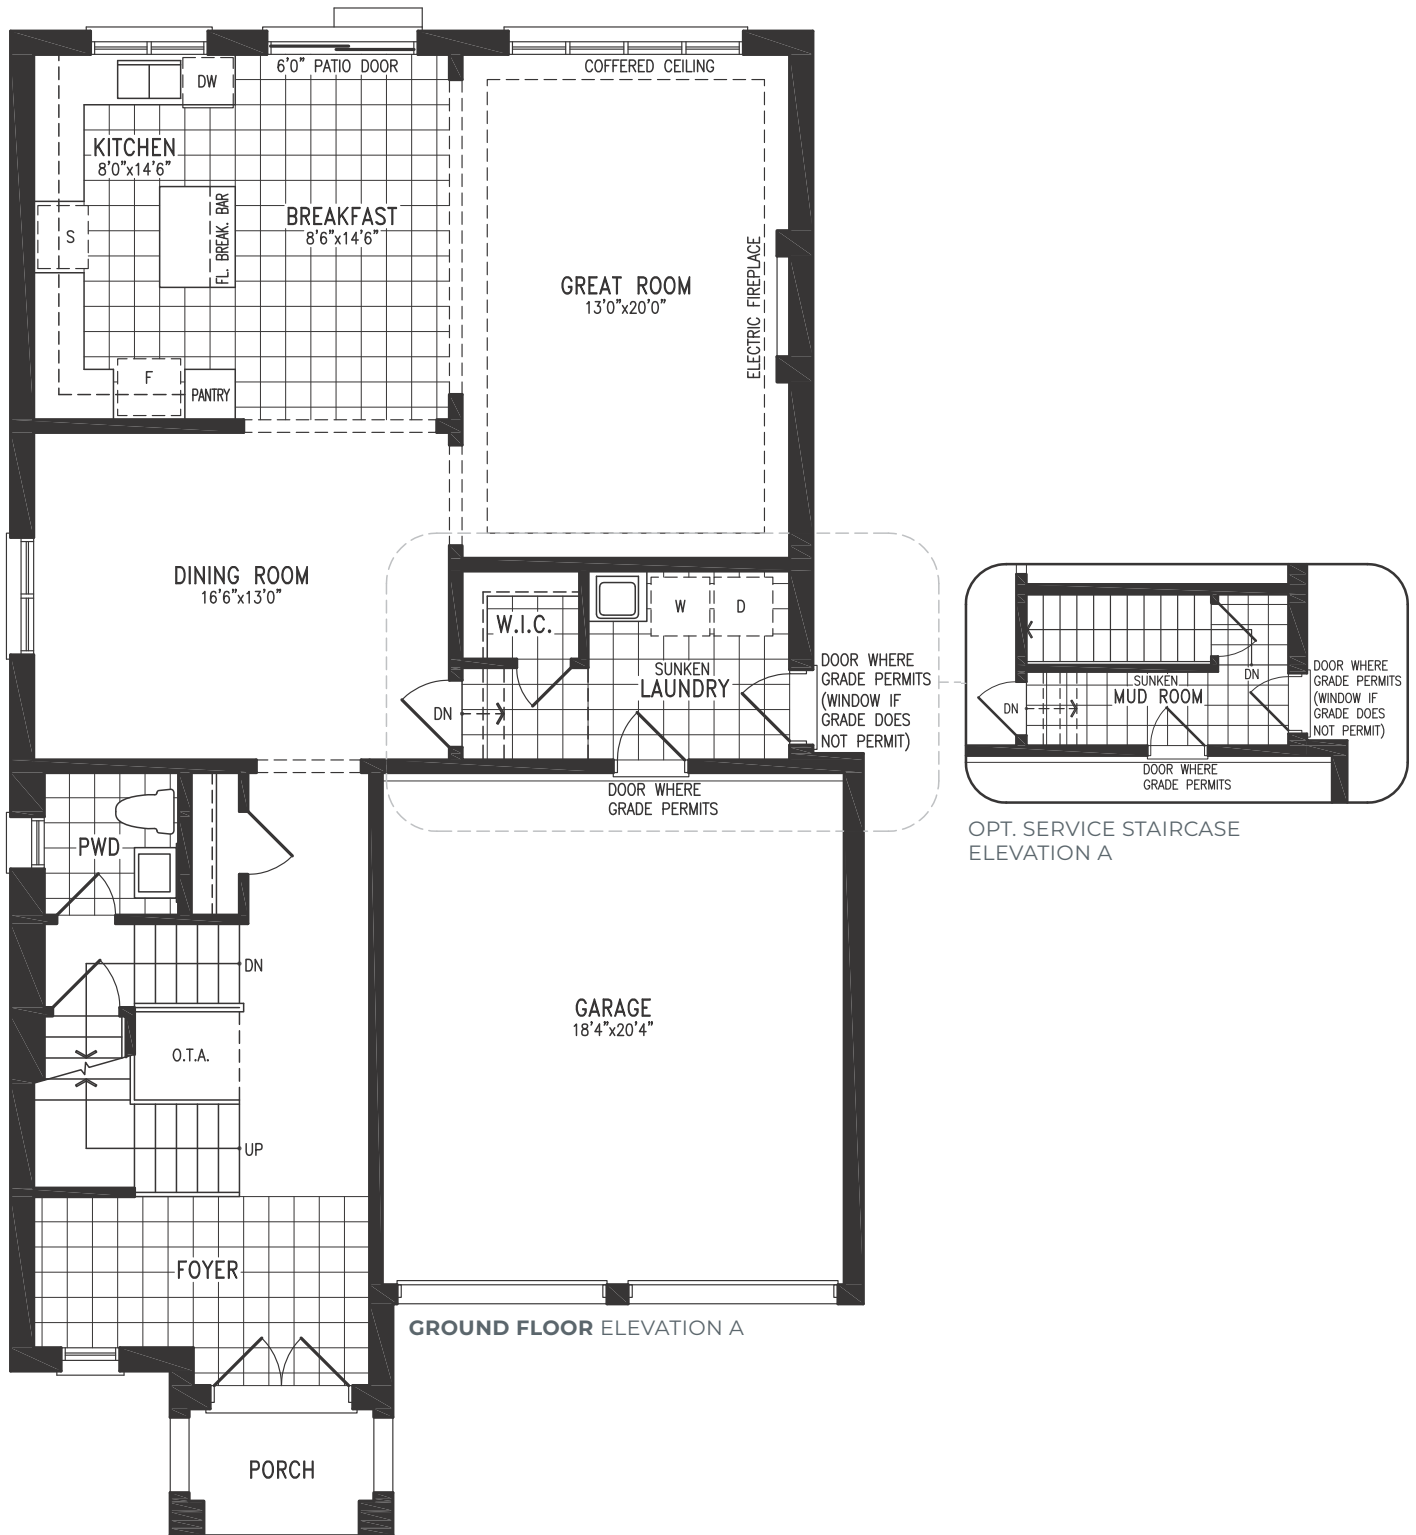 6'0" PATIO DOOR
COFFERED CEILING
DW
KITCHEN
8'0"x14'6"
S
FL. BREAK. BAR
BREAKFAST
8'6"x14'6"
GREAT ROOM
13'0"x20'0"
ELECTRIC FIREPLACE
F
PANTRY
DINING ROOM
16'6"x13'0"
W.I.C.
W
D
SUNKEN
LAUNDRY
DN
DOOR WHERE
GRADE PERMITS
(WINDOW IF
GRADE DOES
NOT PERMIT)
DOOR WHERE
GRADE PERMITS
SUNKEN
MUD ROOM
DN
DN
DOOR WHERE
GRADE PERMITS
(WINDOW IF
GRADE DOES
NOT PERMIT)
DOOR WHERE
GRADE PERMITS
OPT. SERVICE STAIRCASE
ELEVATION A
PWD
DN
O.T.A.
UP
GARAGE
18'4"x20'4"
FOYER
GROUND FLOOR ELEVATION A
PORCH